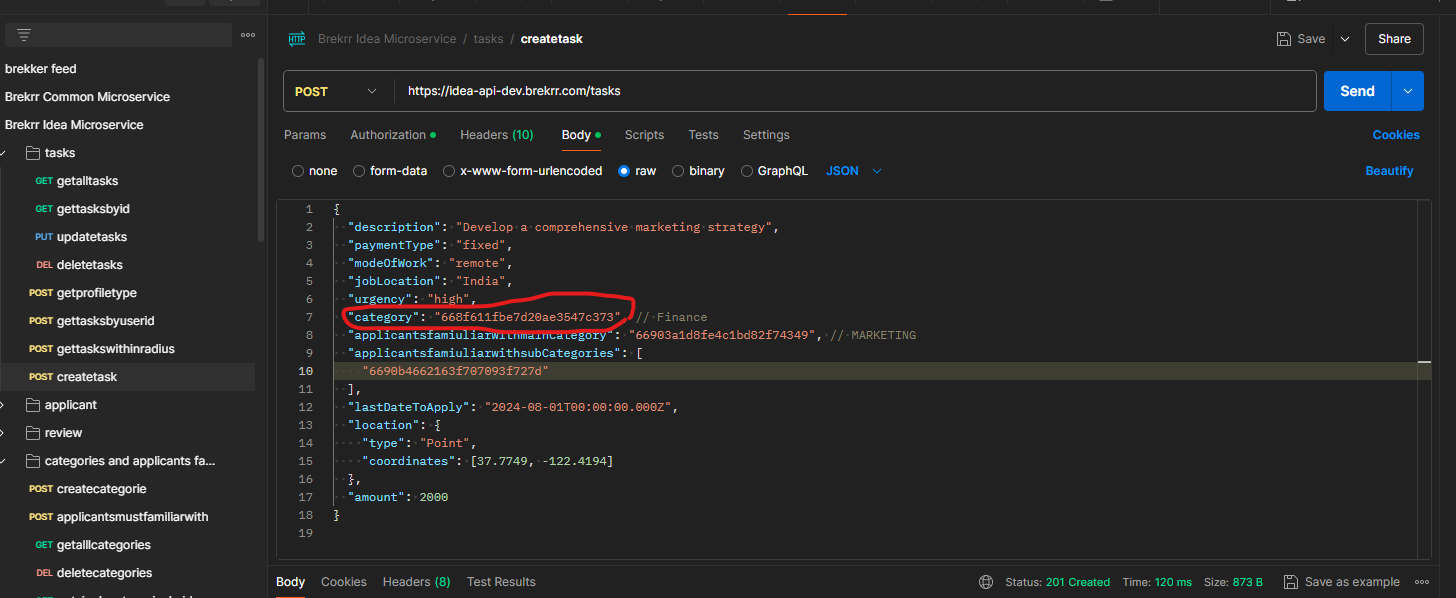 Brekrr Idea Microservice / tasks / createtask
Save
Share
brekker feed
Brekrr Common Microservice
Brekrr Idea Microservice
tasks
GET getalltasks
GET gettasksbyid
PUT updatetasks
DEL deletetasks
POST getprofiletype
POST gettasksbyuserid
POST gettaskswithinradius
POST createtask
applicant
review
categories and applicants fa...
POST createcategorie
POST applicantsmustfamiliarwith
GET getallcategories
DEL deletecategories
POST https://idea-api-dev.brekrr.com/tasks
Send
Params Authorization Headers (10) Body Scripts Tests Settings Cookies
none form-data x-www-form-urlencoded raw binary GraphQL JSON Beautify
1 {
2 "description": "Develop a comprehensive marketing strategy",
3 "paymentType": "fixed",
4 "modeOfWork": "remote",
5 "jobLocation": "India",
6 "urgency": "high",
7 "category": "668f611fbe7d20ae3547c373", // Finance
8 "applicantsfamiuliarwithmainCategory": "66903a1d8fe4c1bd82f74349", // MARKETING
9 "applicantsfamiuliarwithsubCategories": [
10 "6690b4662163f707093f727d"
11 ],
12 "lastDateToApply": "2024-08-01T00:00:00.000Z",
13 "location": {
14 "type": "Point",
15 "coordinates": [37.7749, -122.4194]
16 },
17 "amount": 2000
18 }
19
Body Cookies Headers (8) Test Results Status: 201 Created Time: 120 ms Size: 873 B Save as example